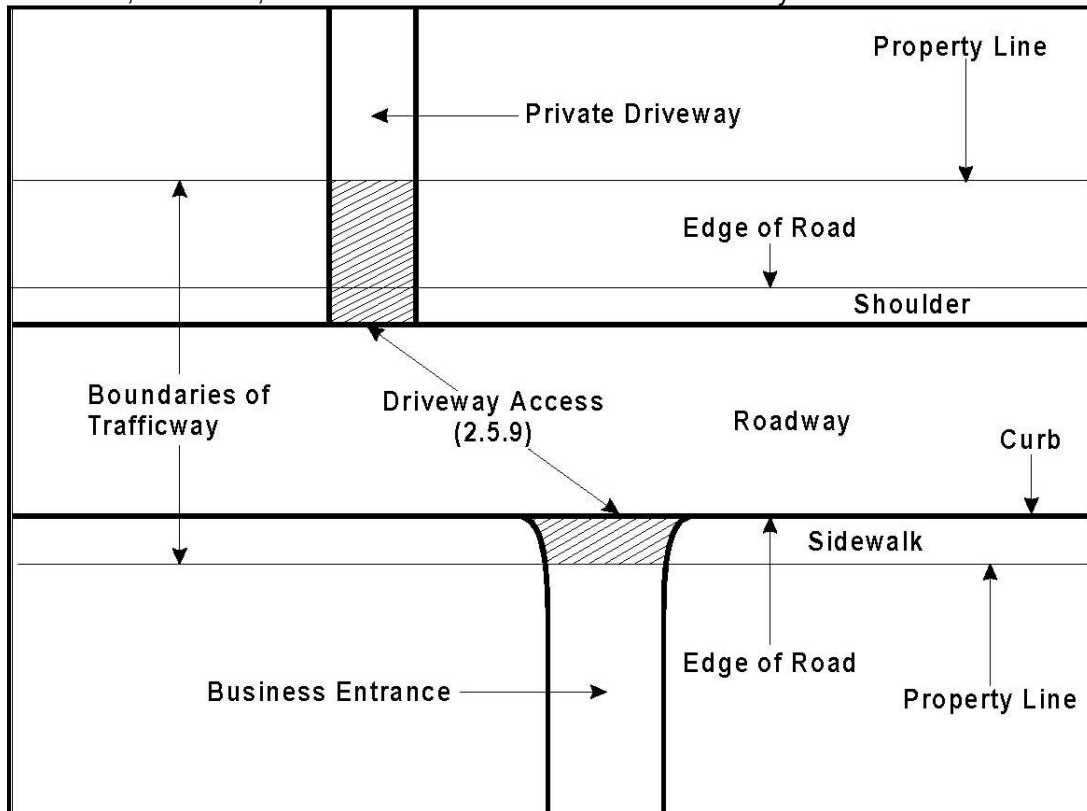 Property Line
Private Driveway
Edge of Road
Shoulder
Boundaries of
Trafficway
Driveway Access
(2.5.9)
Roadway
Curb
Sidewalk
Edge of Road
Business Entrance
Property Line